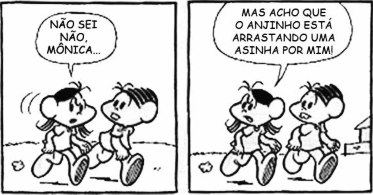 NÃO SEI
NÃO,
MÔNICA...
MAS ACHO QUE
O ANJINHO ESTÁ
ARRASTANDO UMA
ASINHA POR MIM!